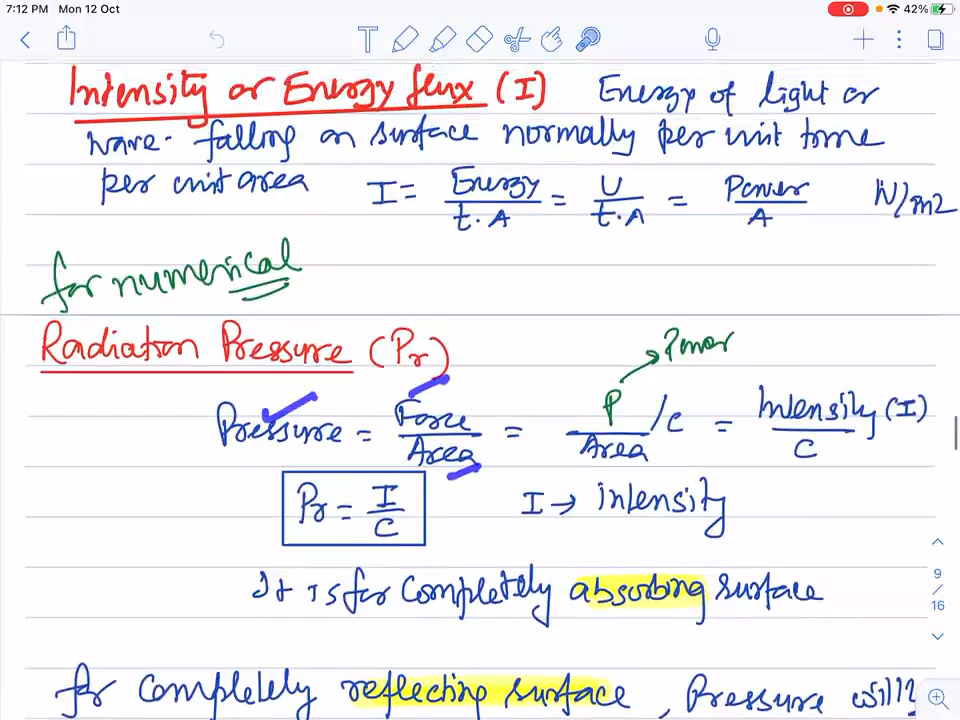 7:12 PM Mon 12 Oct 42%
Intensity or Energy flux (I) Energy of light or
wave falling on surface normally per unit time
per unit area I = Energy/t.A = U/t.A = Power/A W/m2
for numerical
Radiation Pressure (Pr)
Power
Pressure = Force/Area = P/Area /c = Intensity (I)/C
Pr = I/C I → intensity
It is for completely absorbing surface
9
/
16
for completely reflecting surface, Pressure will